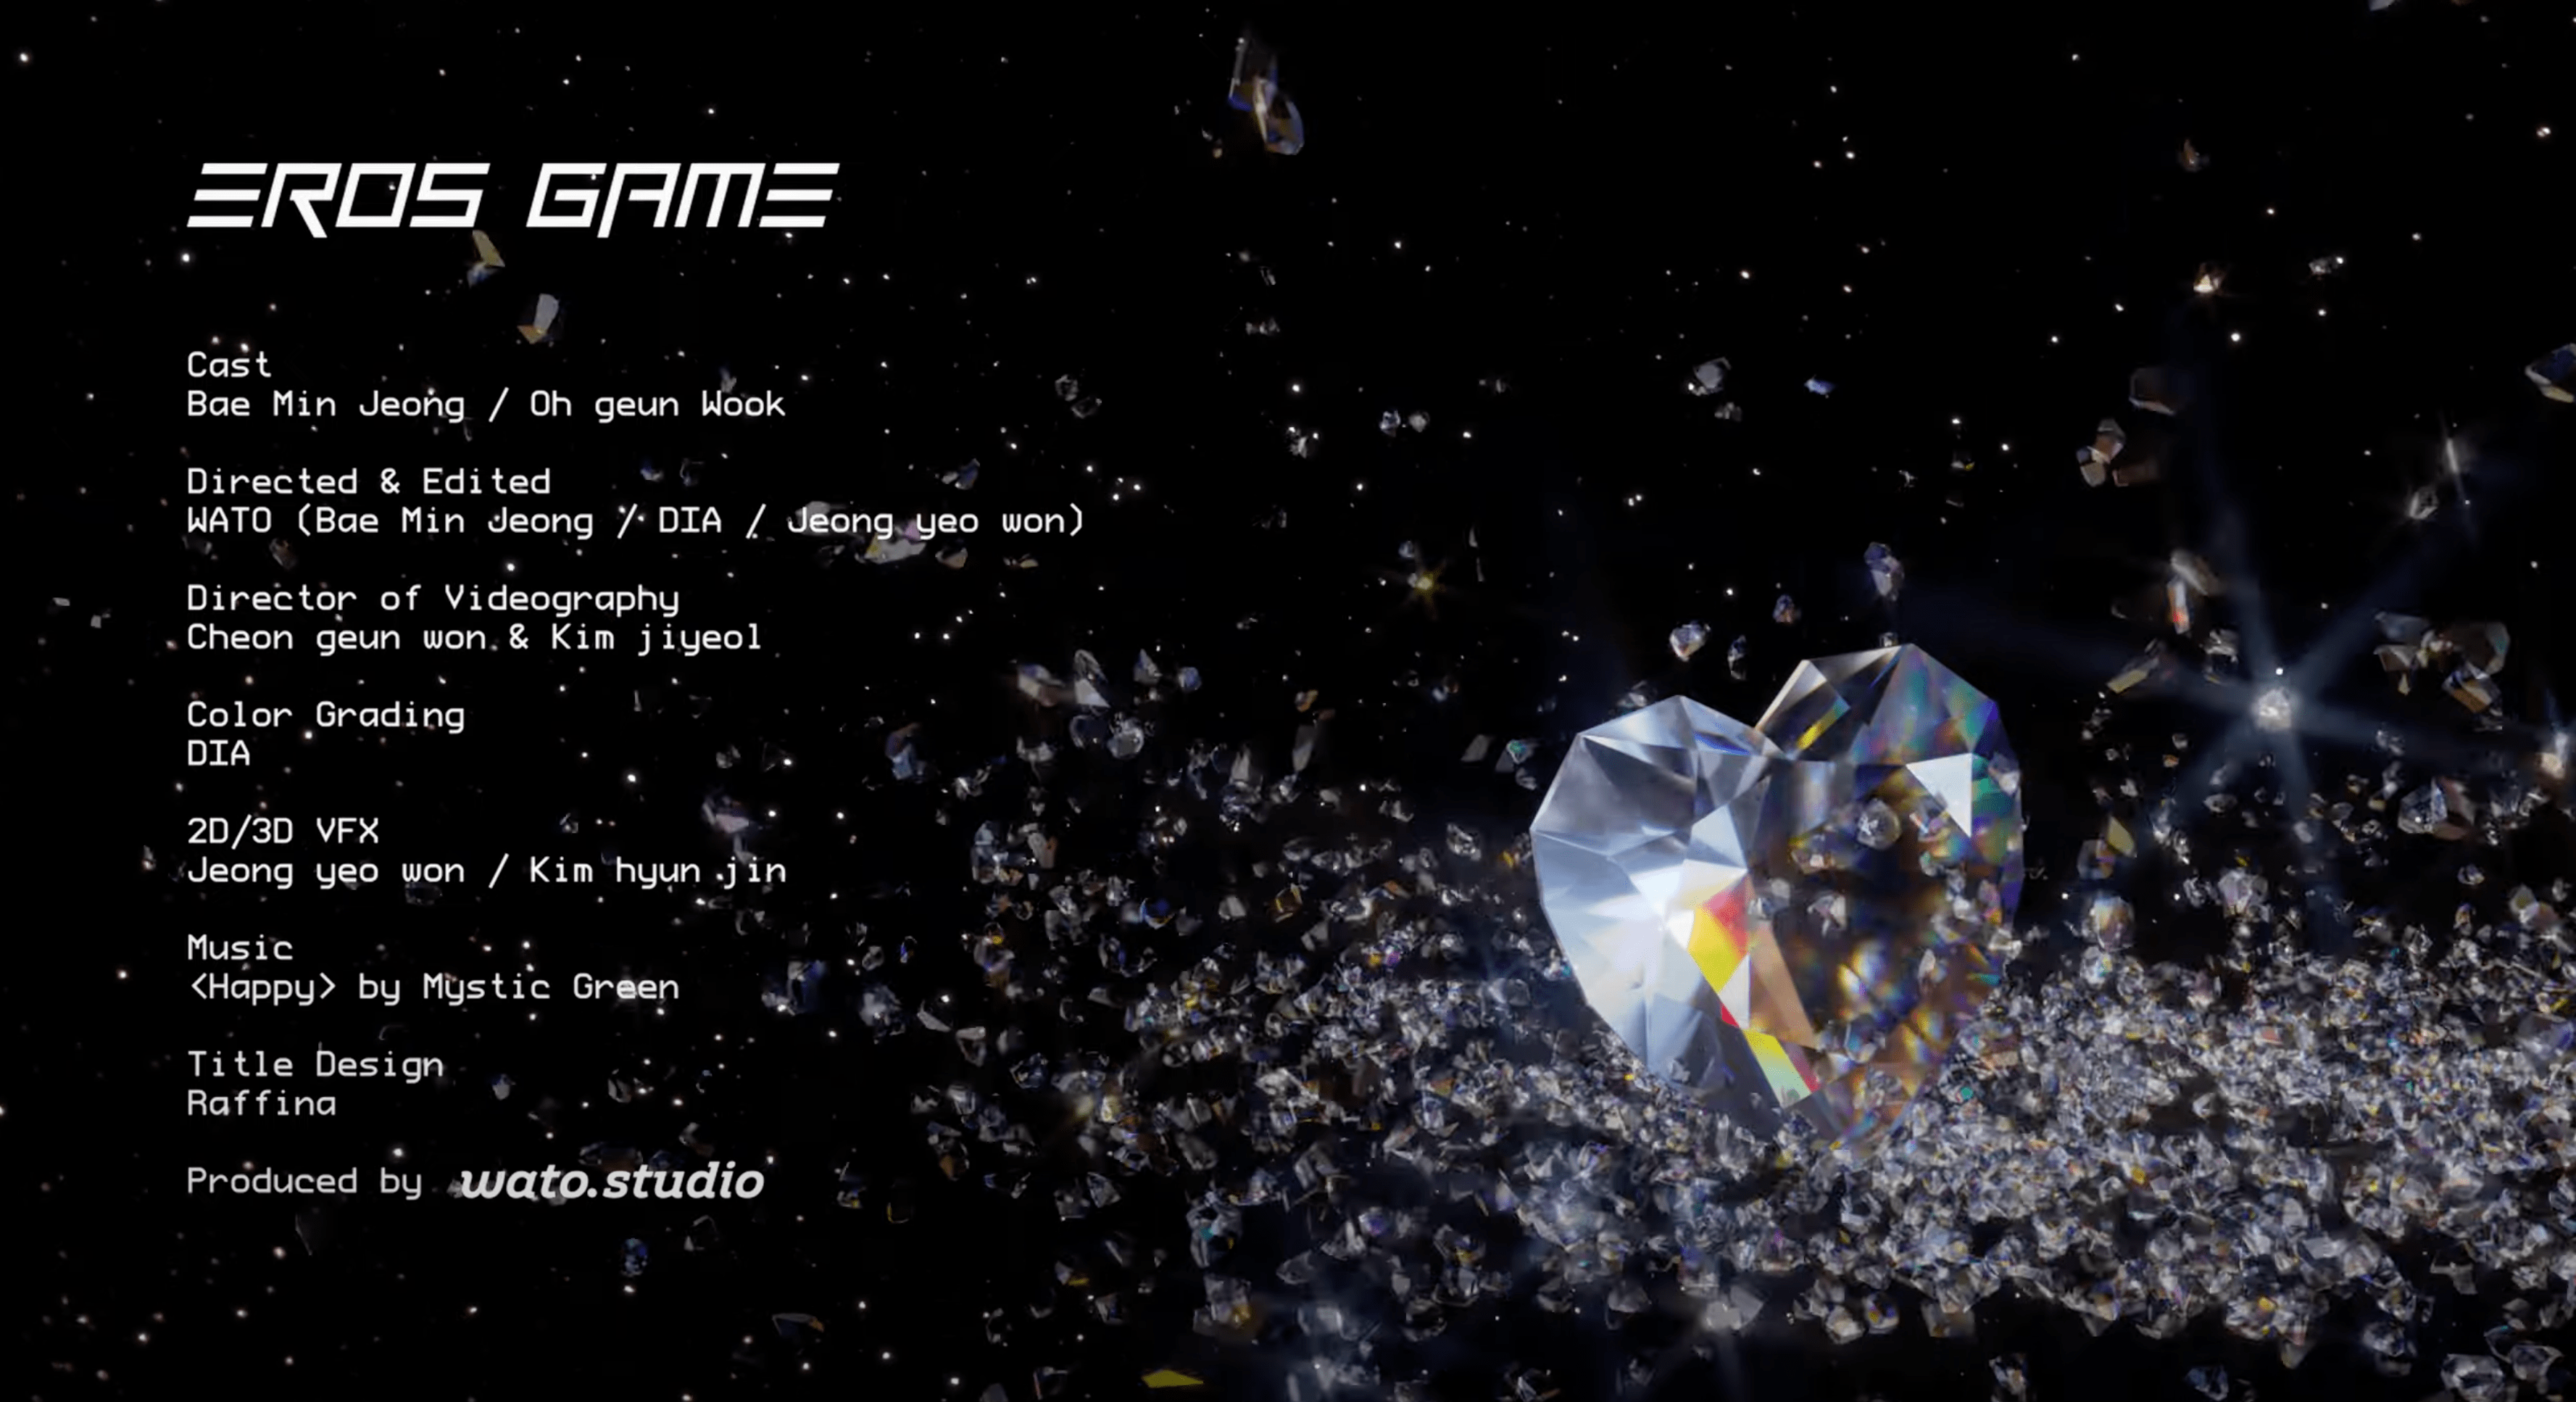 EROS GAME
Cast
Bae Min Jeong / Oh geun Wook
Directed & Edited
WATO (Bae Min Jeong / DIA / Jeong yeo won)
Director of Videography
Cheon geun won & Kim jiyeol
Color Grading
DIA
2D/3D VFX
Jeong yeo won / Kim hyun jin
Music
<Happy> by Mystic Green
Title Design
Raffina
Produced by wato.studio